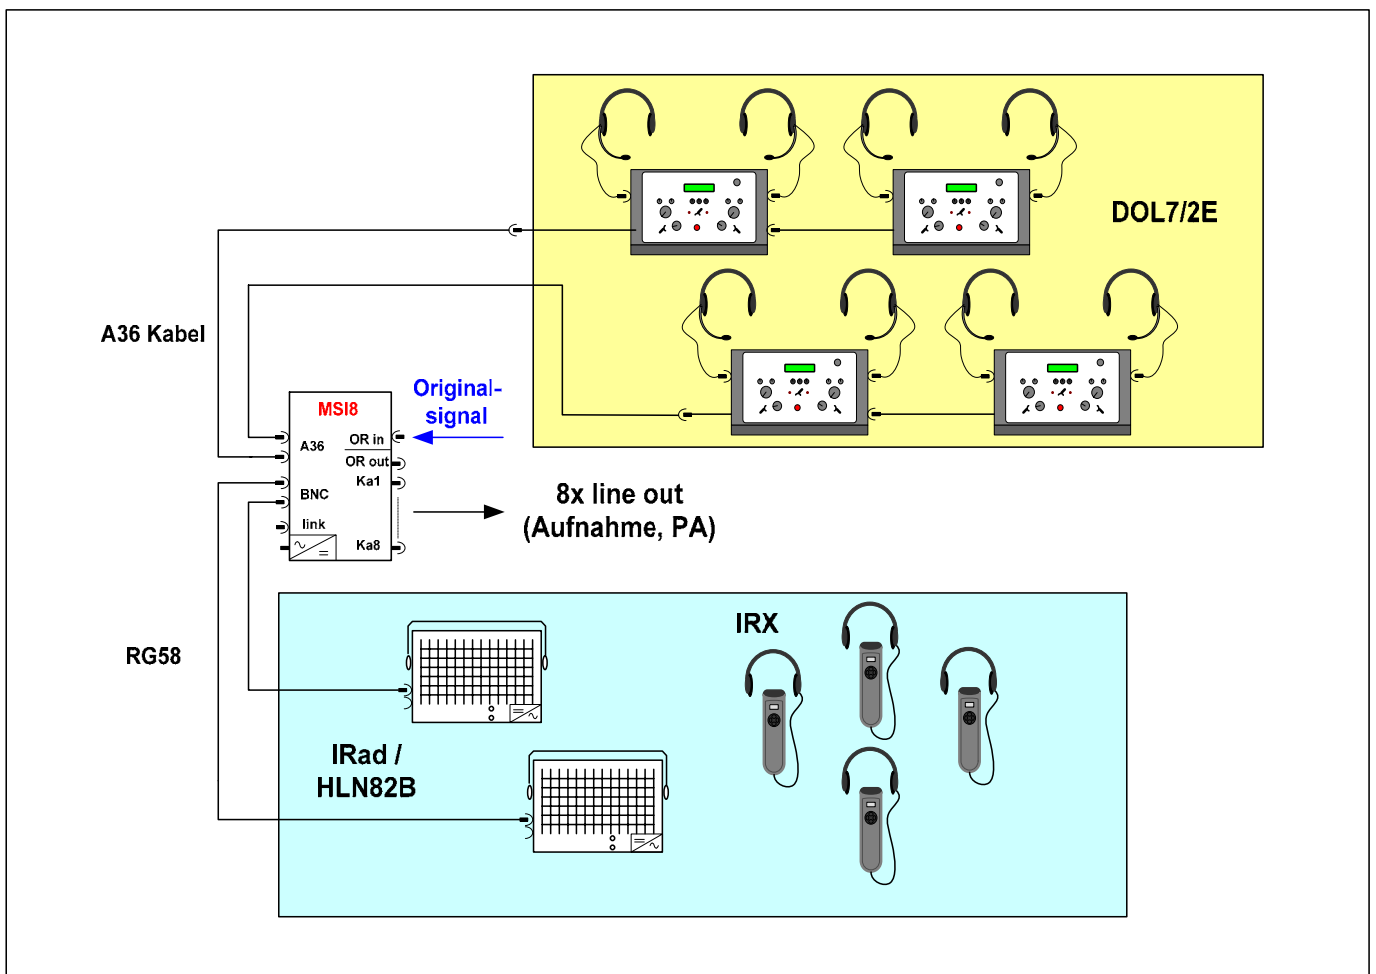 DOL7/2E
A36 Kabel
Original-
signal
MSI8
OR in
A36
OR out
Ka1
BNC
link
Ka8
8x line out
(Aufnahme, PA)
RG58
IRX
IRad /
HLN82B